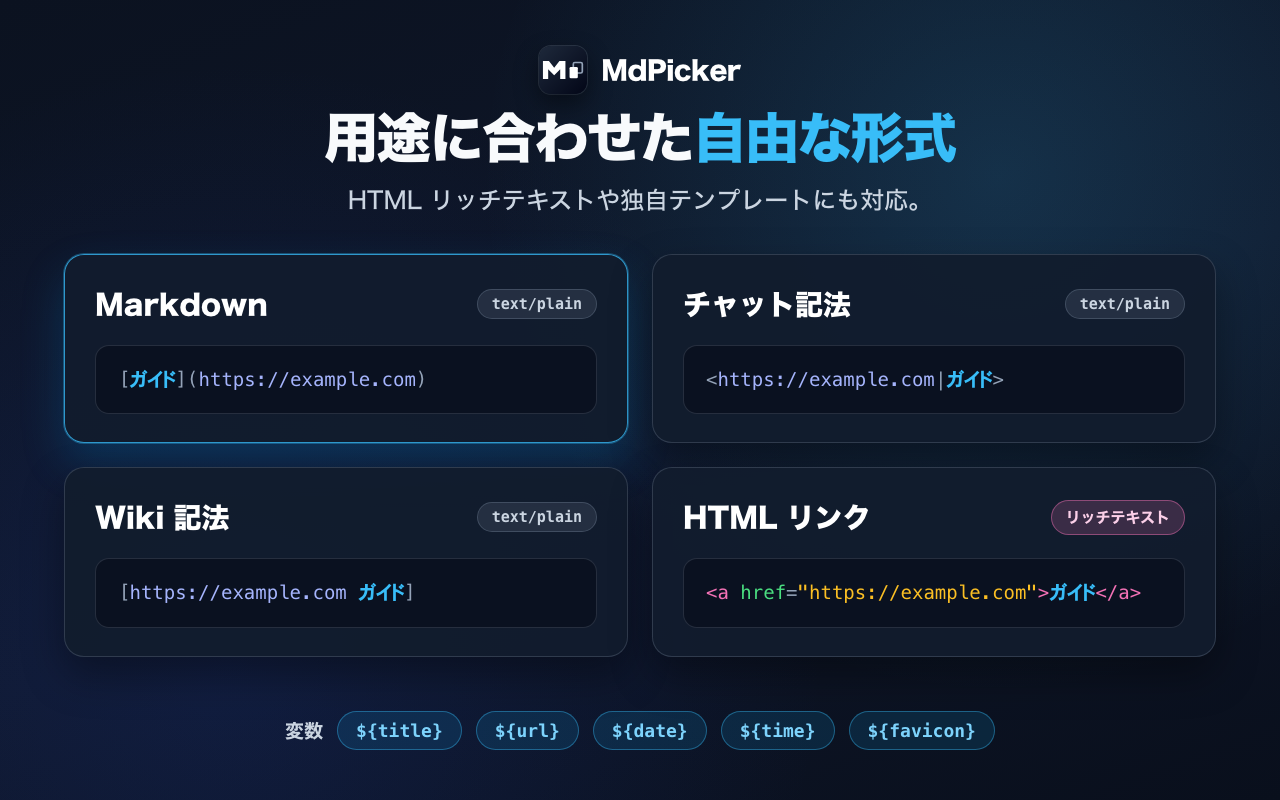 MdPicker
用途に合わせた自由な形式
HTML リッチテキストや独自テンプレートにも対応。
Markdown
text/plain
[ガイド](https://example.com)
チャット記法
text/plain
<https://example.com|ガイド>
Wiki 記法
text/plain
[https://example.com ガイド]
HTML リンク
リッチテキスト
<a href="https://example.com">ガイド</a>
変数 ${title} ${url} ${date} ${time} ${favicon}